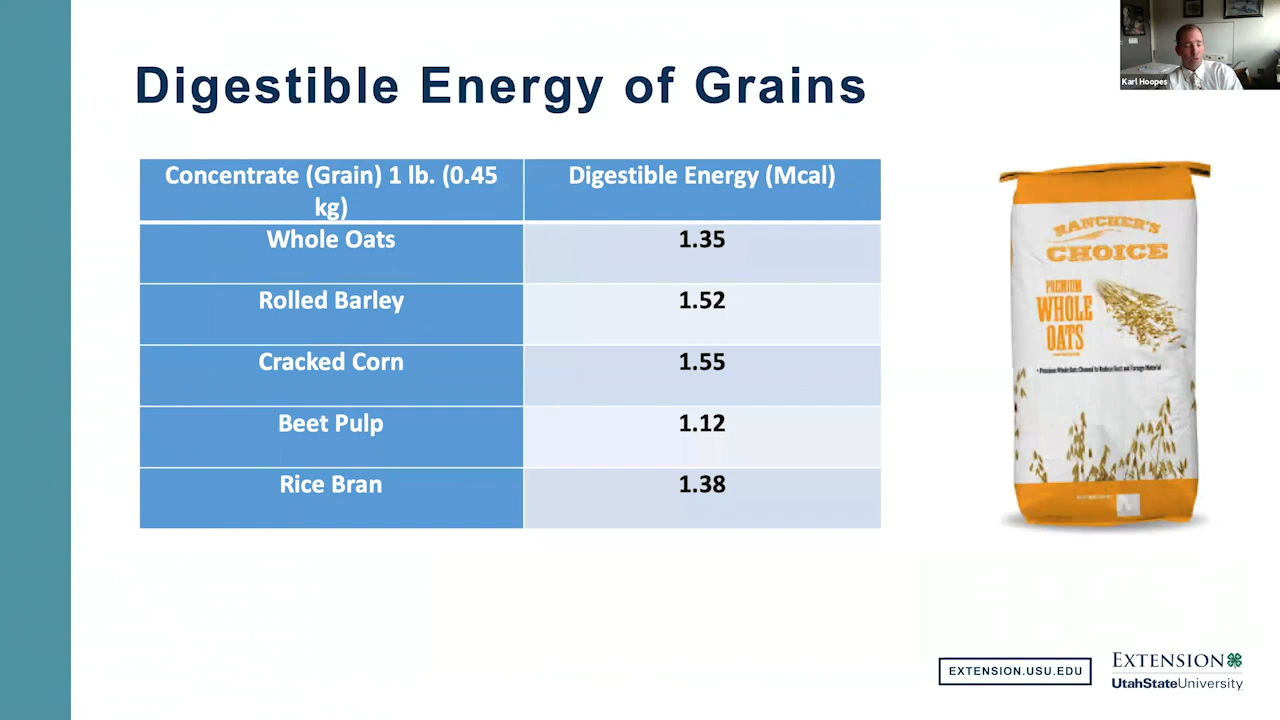 Karl Hoopes
Digestible Energy of Grains
Concentrate (Grain) 1 lb. (0.45
kg)
Digestible Energy (Mcal)
Whole Oats
1.35
Rolled Barley
1.52
Cracked Corn
1.55
Beet Pulp
1.12
Rice Bran
1.38
RANCHER'S
CHOICE
PREMIUM
WHOLE
OATS
EXTENSION.USU.EDU
EXTENSION
UtahStateUniversity